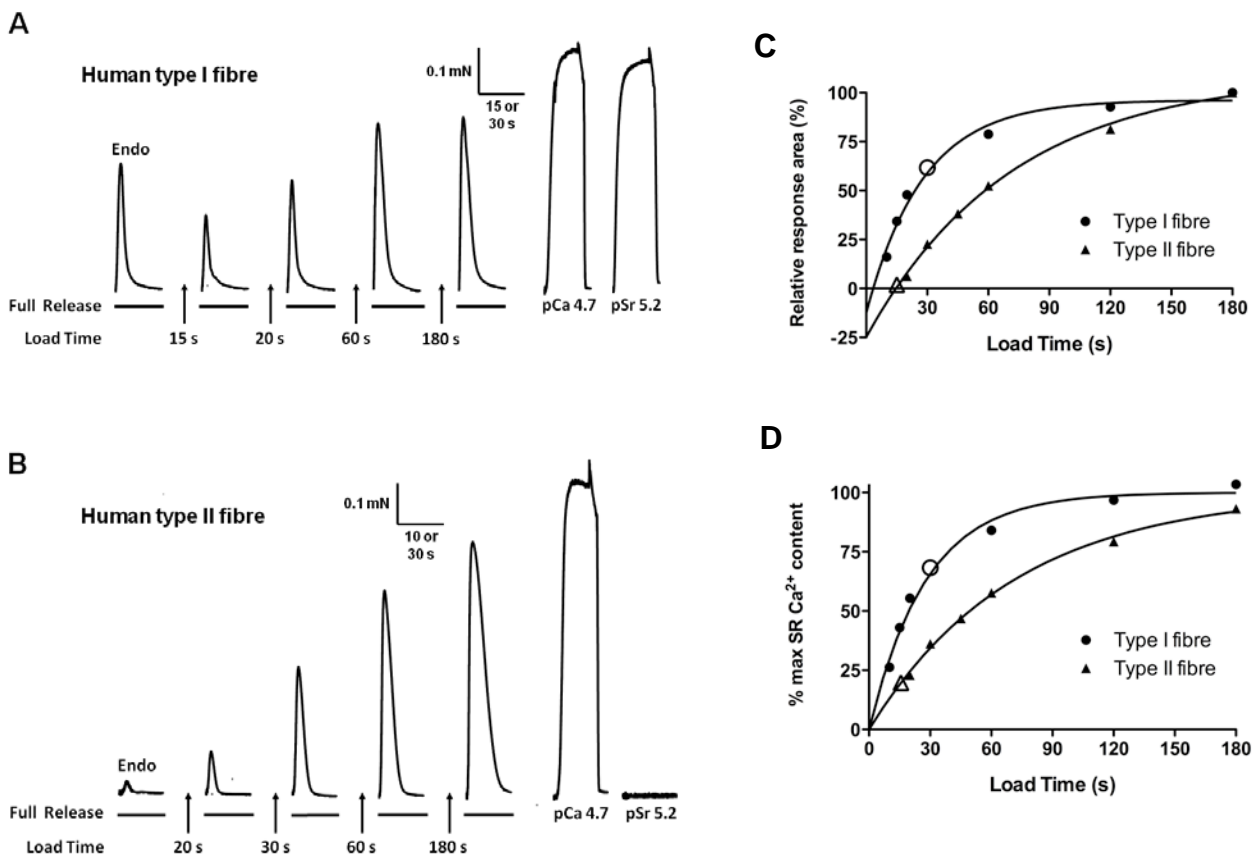 A
Human type I fibre
0.1 mN
15 or
30 s
Endo
Full Release
pCa 4.7
pSr 5.2
Load Time
15 s
20 s
60 s
180 s
B
Human type II fibre
0.1 mN
10 or
30 s
Endo
Full Release
pCa 4.7
pSr 5.2
Load Time
20 s
30 s
60 s
180 s
C
Relative response area (%)
100
75
50
25
0
-25
30
60
90
120
150
180
Type I fibre
Type II fibre
Load Time (s)
D
% max SR Ca²⁺ content
100
75
50
25
0
0
30
60
90
120
150
180
Type I fibre
Type II fibre
Load Time (s)